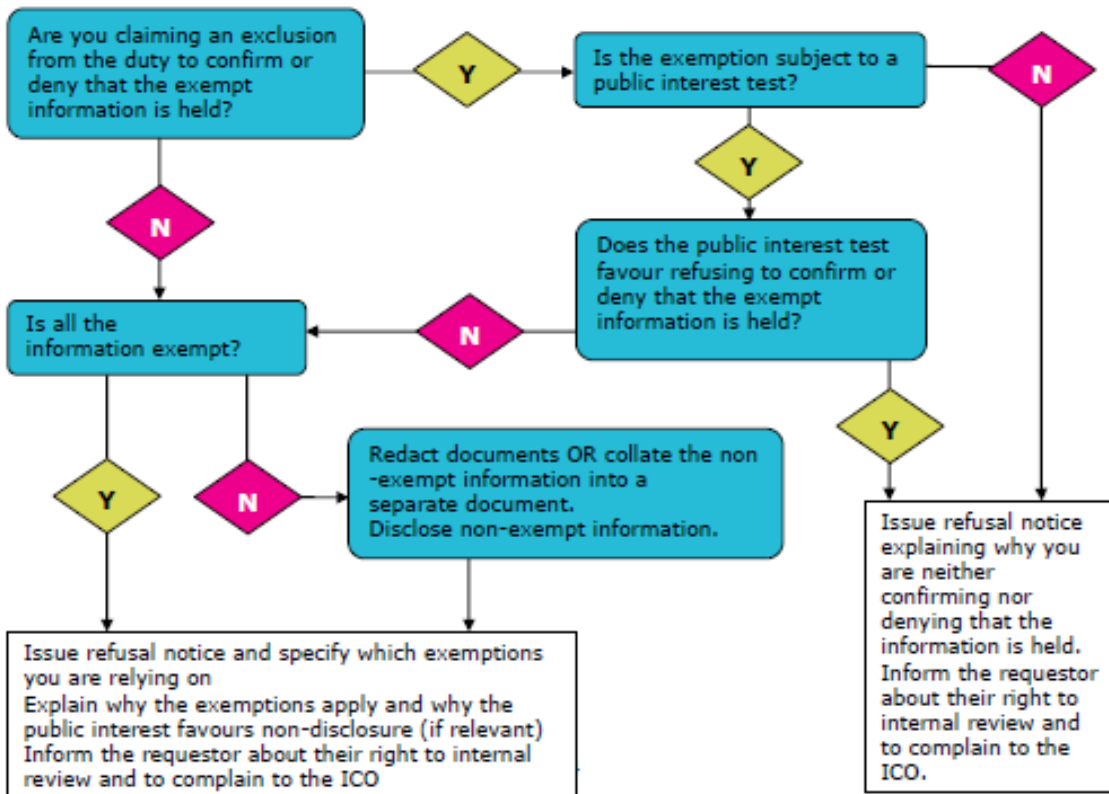 Are you claiming an exclusion
from the duty to confirm or
deny that the exempt
information is held?
Y
Is the exemption subject to a
public interest test?
N
Y
N
Does the public interest test
favour refusing to confirm or
deny that the exempt
information is held?
N
Is all the
information exempt?
Y
Y
N
Redact documents OR collate the non
-exempt information into a
separate document.
Disclose non-exempt information.
Issue refusal notice
explaining why you
are neither
confirming nor
denying that the
information is held.
Inform the requestor
about their right to
internal review and
to complain to the
ICO.
Issue refusal notice and specify which exemptions
you are relying on
Explain why the exemptions apply and why the
public interest favours non-disclosure (if relevant)
Inform the requestor about their right to internal
review and to complain to the ICO